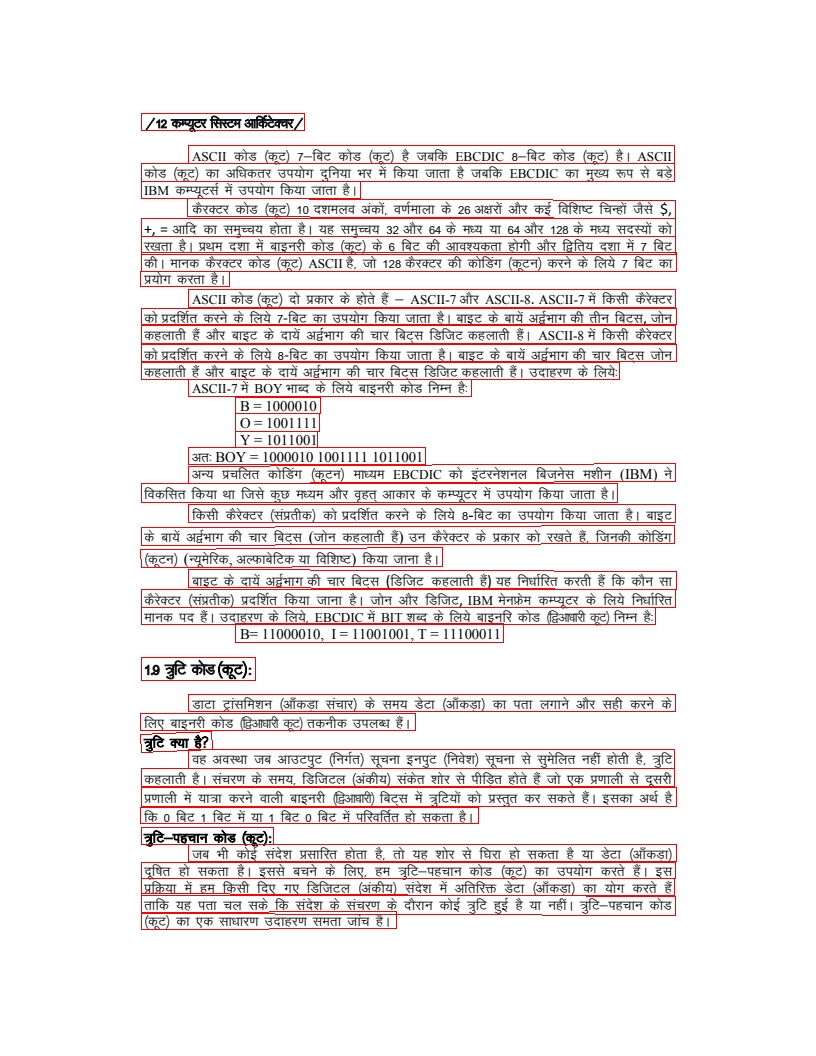 /12 कम्प्यूटर सिस्टम आर्किटेक्चर/
ASCII कोड (कूट) 7–बिट कोड (कूट) है जबकि EBCDIC 8–बिट कोड (कूट) है। ASCII
कोड (कूट) का अधिकतर उपयोग दुनिया भर में किया जाता है जबकि EBCDIC का मुख्य रूप से बड़े
IBM कम्प्यूटर्स में उपयोग किया जाता है।
कैरक्टर कोड (कूट) 10 दशमलव अंकों, वर्णमाला के 26 अक्षरों और कई विशिष्ट चिन्हों जैसे $,
+, = आदि का समुच्चय होता है। यह समुच्चय 32 और 64 के मध्य या 64 और 128 के मध्य सदस्यों को
रखता है। प्रथम दशा में बाइनरी कोड (कूट) के 6 बिट की आवश्यकता होगी और द्वितिय दशा में 7 बिट
की। मानक कैरक्टर कोड (कूट) ASCII है, जो 128 कैरक्टर की कोडिंग (कूटन) करने के लिये 7 बिट का
प्रयोग करता है।
ASCII कोड (कूट) दो प्रकार के होते हैं – ASCII-7 और ASCII-8. ASCII-7 में किसी कैरेक्टर
को प्रदर्शित करने के लिये 7-बिट का उपयोग किया जाता है। बाइट के बायें अर्द्वभाग की तीन बिटस, जोन
कहलाती हैं और बाइट के दायें अर्द्वभाग की चार बिट्स डिजिट कहलाती हैं। ASCII-8 में किसी कैरेक्टर
को प्रदर्शित करने के लिये 8-बिट का उपयोग किया जाता है। बाइट के बायें अर्द्वभाग की चार बिट्स जोन
कहलाती हैं और बाइट के दायें अर्द्वभाग की चार बिट्स डिजिट कहलाती हैं। उदाहरण के लिये:
ASCII-7 में BOY भाब्द के लिये बाइनरी कोड निम्न है:
B = 1000010
O = 1001111
Y = 1011001
अतः BOY = 1000010 1001111 1011001
अन्य प्रचलित कोडिंग (कूटन) माध्यम EBCDIC को इंटरनेशनल बिजनेस मशीन (IBM) ने
विकसित किया था जिसे कुछ मध्यम और वृहत् आकार के कम्प्यूटर में उपयोग किया जाता है।
किसी कैरेक्टर (संप्रतीक) को प्रदर्शित करने के लिये 8-बिट का उपयोग किया जाता है। बाइट
के बायें अर्द्वभाग की चार बिट्स (जोन कहलाती हैं) उन कैरेक्टर के प्रकार को रखते हैं, जिनकी कोडिंग
(कूटन) (न्यूमेरिक, अल्फाबेटिक या विशिष्ट) किया जाना है।
बाइट के दायें अर्द्वभाग की चार बिट्स (डिजिट कहलाती हैं) यह निर्धारित करती हैं कि कौन सा
कैरेक्टर (संप्रतीक) प्रदर्शित किया जाना है। जोन और डिजिट, IBM मेनफ्रेम कम्प्यूटर के लिये निर्धारित
मानक पद हैं। उदाहरण के लिये, EBCDIC में BIT शब्द के लिये बाइनरि कोड (द्विआधारी कूट) निम्न है:
B= 11000010, I = 11001001, T = 11100011
1.9 त्रुटि कोड (कूट):
डाटा ट्रांसमिशन (आँकड़ा संचार) के समय डेटा (आँकड़ा) का पता लगाने और सही करने के
लिए बाइनरी कोड (द्विआधारी कूट) तकनीक उपलब्ध हैं।
त्रुटि क्या है?
वह अवस्था जब आउटपुट (निर्गत) सूचना इनपुट (निवेश) सूचना से सुमेलित नहीं होती है, त्रुटि
कहलाती है। संचरण के समय, डिजिटल (अंकीय) संकेत शोर से पीड़ित होते हैं जो एक प्रणाली से दूसरी
प्रणाली में यात्रा करने वाली बाइनरी (द्विआधारी) बिट्स में त्रुटियों को प्रस्तुत कर सकते हैं। इसका अर्थ है
कि 0 बिट 1 बिट में या 1 बिट 0 बिट में परिवर्तित हो सकता है।
त्रुटि–पहचान कोड (कूट):
जब भी कोई संदेश प्रसारित होता है, तो यह शोर से घिरा हो सकता है या डेटा (आँकड़ा)
दूषित हो सकता है। इससे बचने के लिए, हम त्रुटि–पहचान कोड (कूट) का उपयोग करते हैं। इस
प्रक्रिया में हम किसी दिए गए डिजिटल (अंकीय) संदेश में अतिरिक्त डेटा (आँकड़ा) का योग करते हैं
ताकि यह पता चल सके कि संदेश के संचरण के दौरान कोई त्रुटि हुई है या नहीं। त्रुटि–पहचान कोड
(कूट) का एक साधारण उदाहरण समता जांच है।